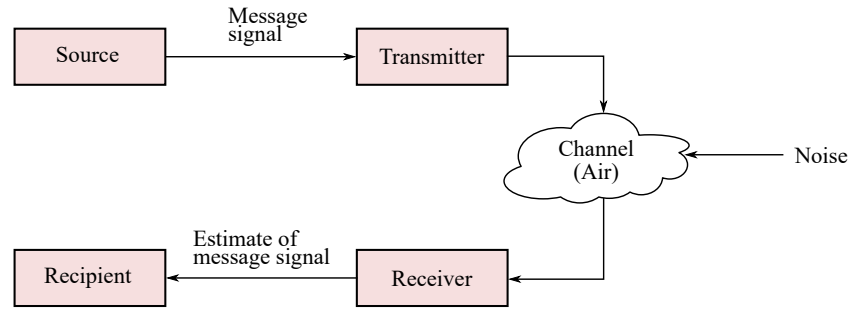 Message
signal
Source
Transmitter
Channel
(Air)
Noise
Estimate of
message signal
Recipient
Receiver